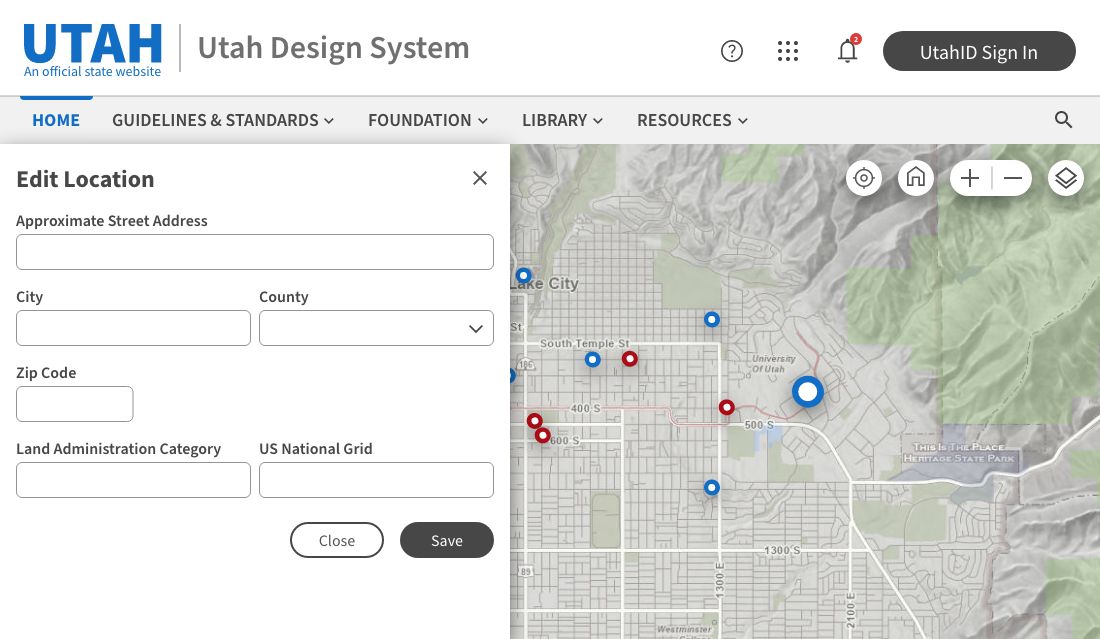 UTAH
An official state website
Utah Design System
2
UtahID Sign In
HOME
GUIDELINES & STANDARDS
FOUNDATION
LIBRARY
RESOURCES
Edit Location
Approximate Street Address
City
County
Zip Code
Land Administration Category
US National Grid
Close
Save
Lake City
St
South Temple St
186
University
Of Utah
400 S
500 S
600 S
This Is The Place
Heritage State Park
1300 S
89
1300 E
2100 E
Westminster